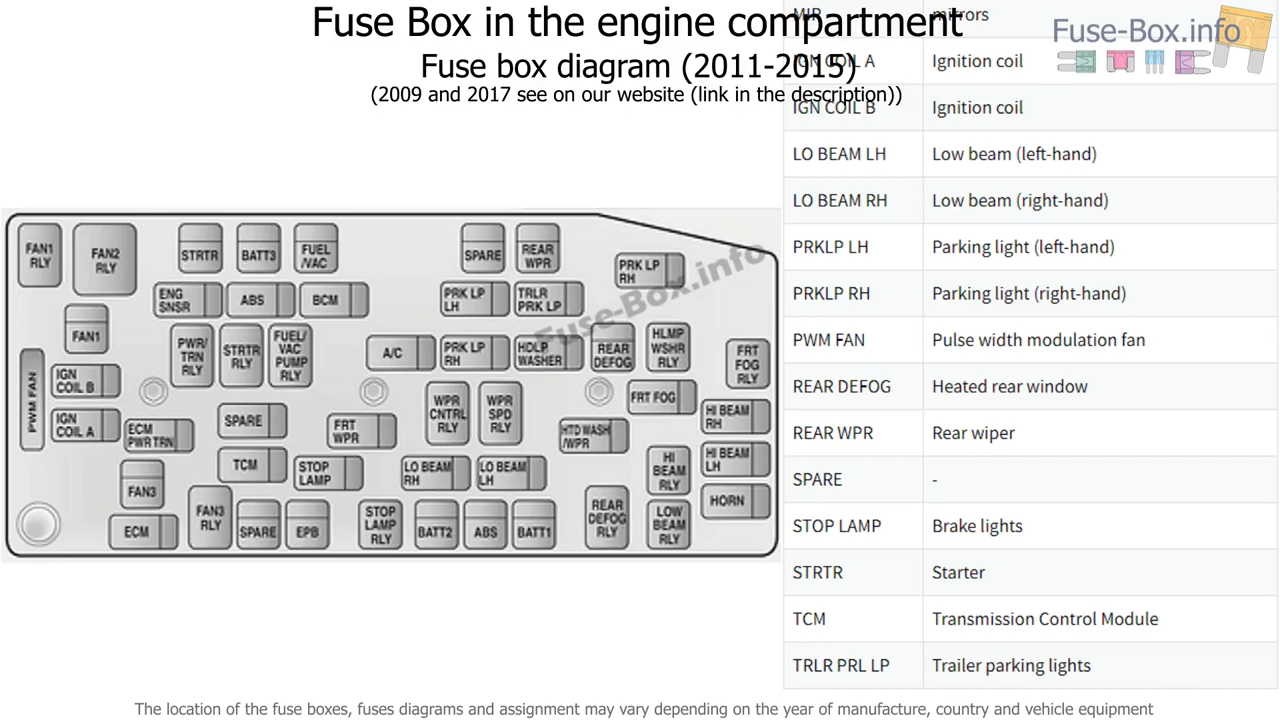 Fuse Box in the engine compartment
Fuse box diagram (2011-2015)
(2009 and 2017 see on our website (link in the description))
Fuse-Box.info
MIR mirrors
IGN COIL A Ignition coil
IGN COIL B Ignition coil
LO BEAM LH Low beam (left-hand)
LO BEAM RH Low beam (right-hand)
PRKLP LH Parking light (left-hand)
PRKLP RH Parking light (right-hand)
PWM FAN Pulse width modulation fan
REAR DEFOG Heated rear window
REAR WPR Rear wiper
SPARE -
STOP LAMP Brake lights
STRTR Starter
TCM Transmission Control Module
TRLR PRL LP Trailer parking lights
FAN1
RLY
FAN2
RLY
STRTR
BATT3
FUEL
/VAC
SPARE
REAR
WPR
PRK LP
RH
ENG
SNSR
ABS
BCM
PRK LP
LH
TRLR
PRK LP
Fuse-Box.info
FAN1
PWR/
TRN
RLY
STRTR
RLY
FUEL/
VAC
PUMP
RLY
A/C
PRK LP
RH
HDLP
WASHER
REAR
DEFOG
HLMP
WSHR
RLY
FRT
FOG
RLY
PWM FAN
IGN
COIL B
IGN
COIL A
ECM
PWR TRN
SPARE
FRT
WPR
WPR
CNTRL
RLY
WPR
SPD
RLY
FRT FOG
HTD WASH
/WPR
HI BEAM
RH
HI BEAM
LH
TCM
STOP
LAMP
LO BEAM
RH
LO BEAM
LH
HI
BEAM
RLY
HORN
FAN3
ECM
FAN3
RLY
SPARE
EPB
STOP
LAMP
RLY
BATT2
ABS
BATT1
REAR
DEFOG
RLY
LOW
BEAM
RLY
The location of the fuse boxes, fuses diagrams and assignment may vary depending on the year of manufacture, country and vehicle equipment